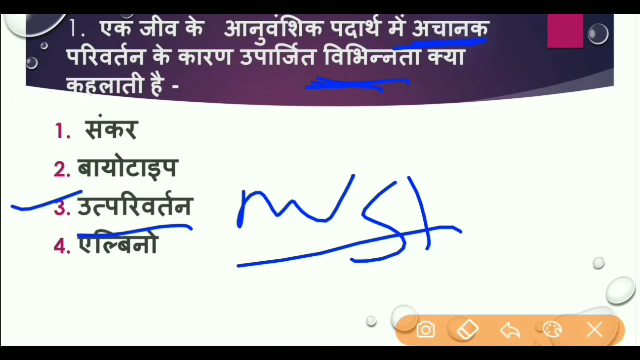 1. एक जीव के आनुवंशिक पदार्थ में अचानक
परिवर्तन के कारण उपार्जित विभिन्नता क्या
कहलाती है -
1. संकर
2. बायोटाइप
3. उत्परिवर्तन
4. एल्बिनो